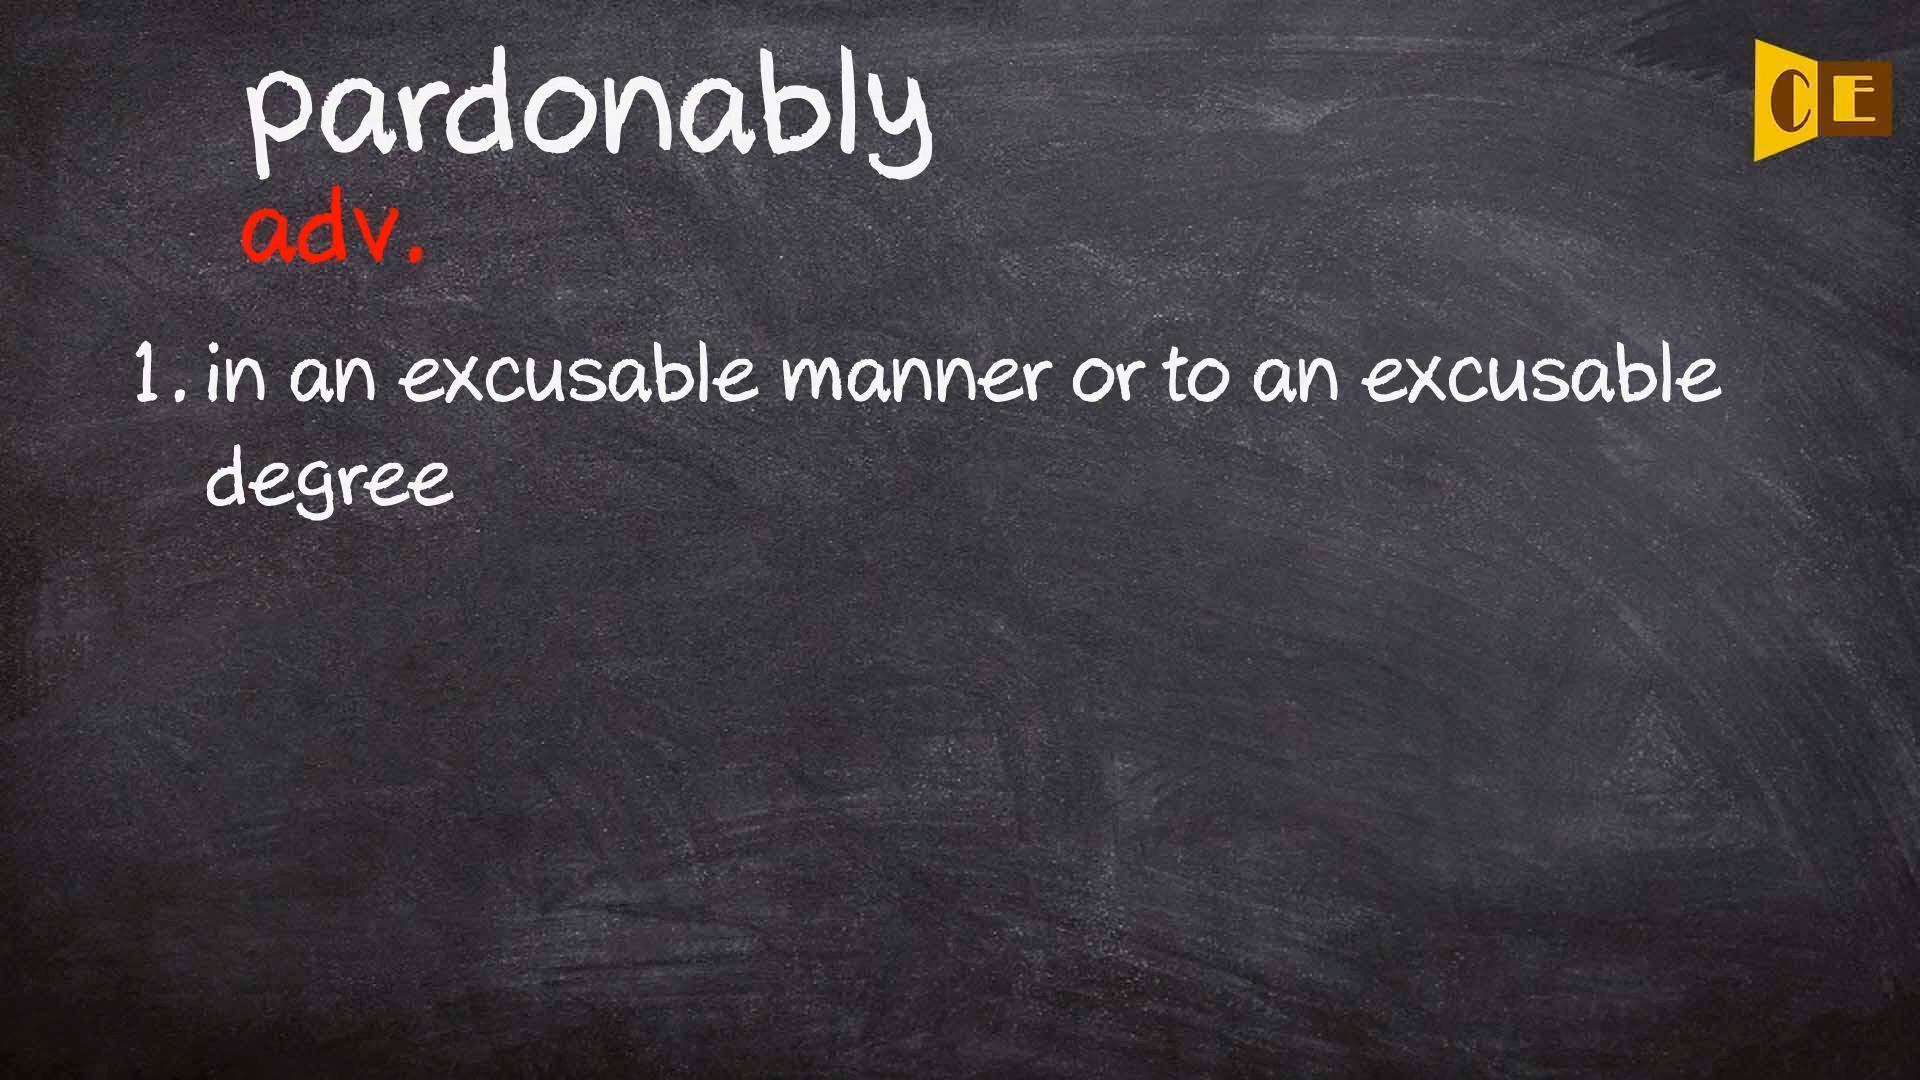 pardonably
CE
adv.
1. in an excusable manner or to an excusable
degree